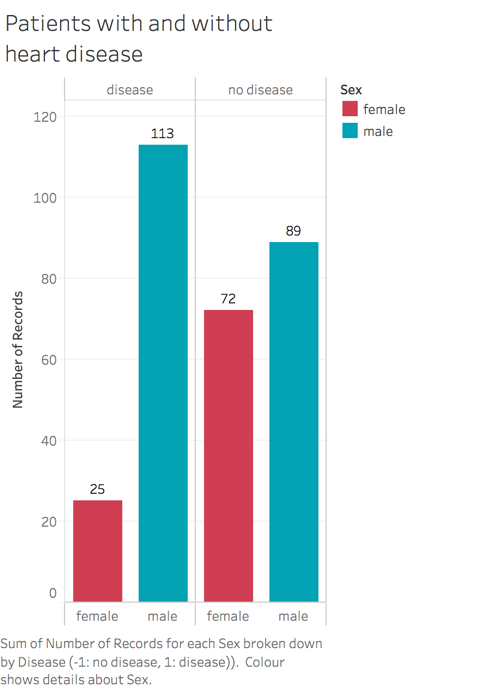 Patients with and without
heart disease
disease
no disease
Sex
female
male
120
100
80
60
40
20
0
Number of Records
113
89
72
25
female
male
female
male
Sum of Number of Records for each Sex broken down
by Disease (-1: no disease, 1: disease)).  Colour
shows details about Sex.